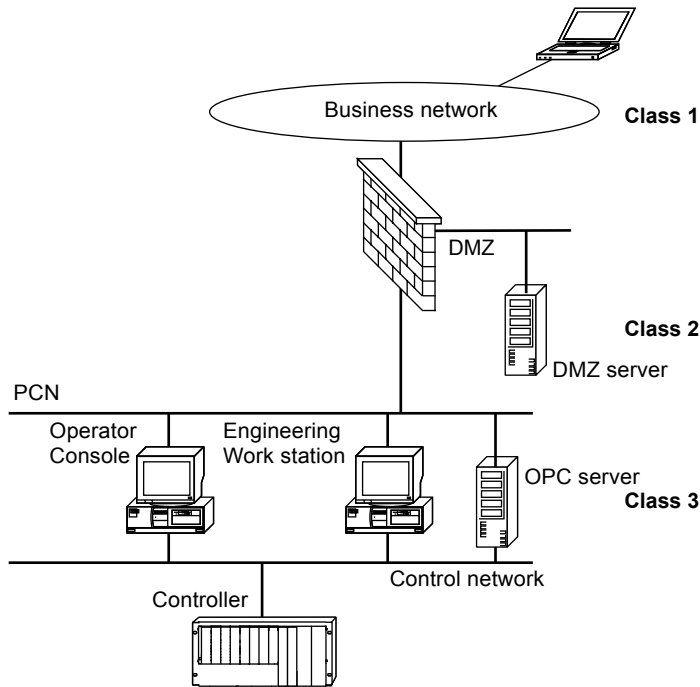 Business network
Class 1
DMZ
Class 2
DMZ server
PCN
Operator
Console
Engineering
Work station
OPC server
Class 3
Control network
Controller